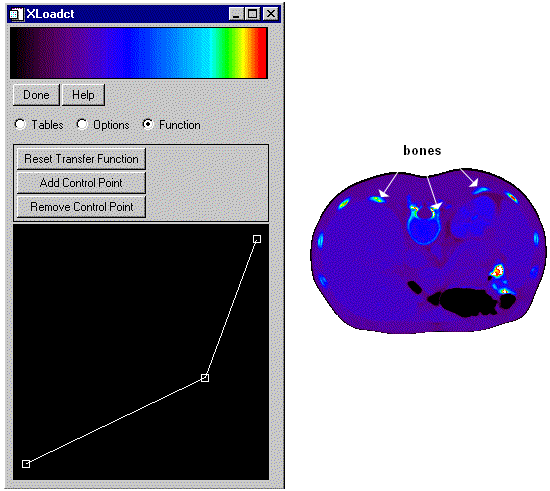 XLoadct
Done Help
Tables Options Function
Reset Transfer Function
Add Control Point
Remove Control Point
bones